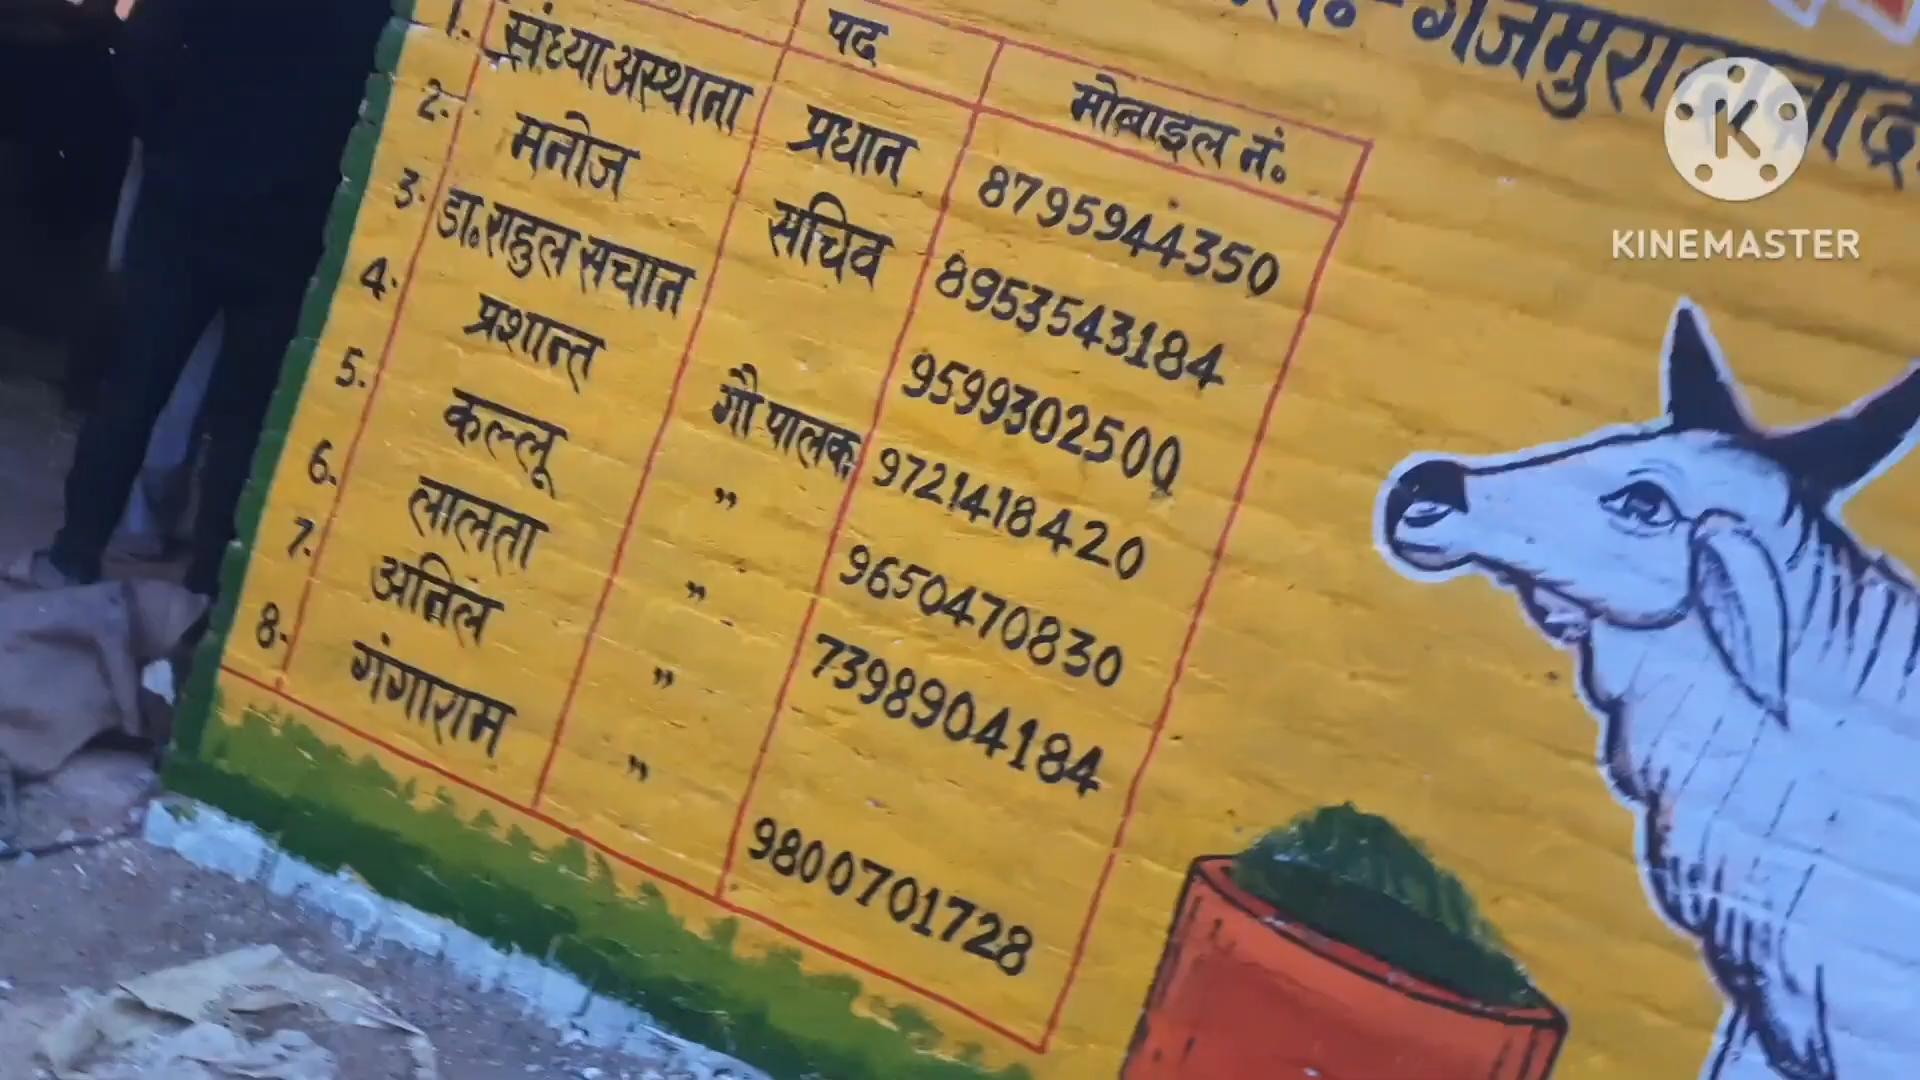 गजमुरादाबाद
पद मोबाइल नं.
1. संध्या अस्थाना प्रधान 8795944350
2. मनोज सचिव 8953543184
3. डा. राहुल सचान 9599302500
4. प्रशान्त गौ पालक 9721418420
5. कल्लू " 9650470830
6. लालता " 7398904184
7. अनिल "
8. गंगाराम " 9800701728
K
KINEMASTER